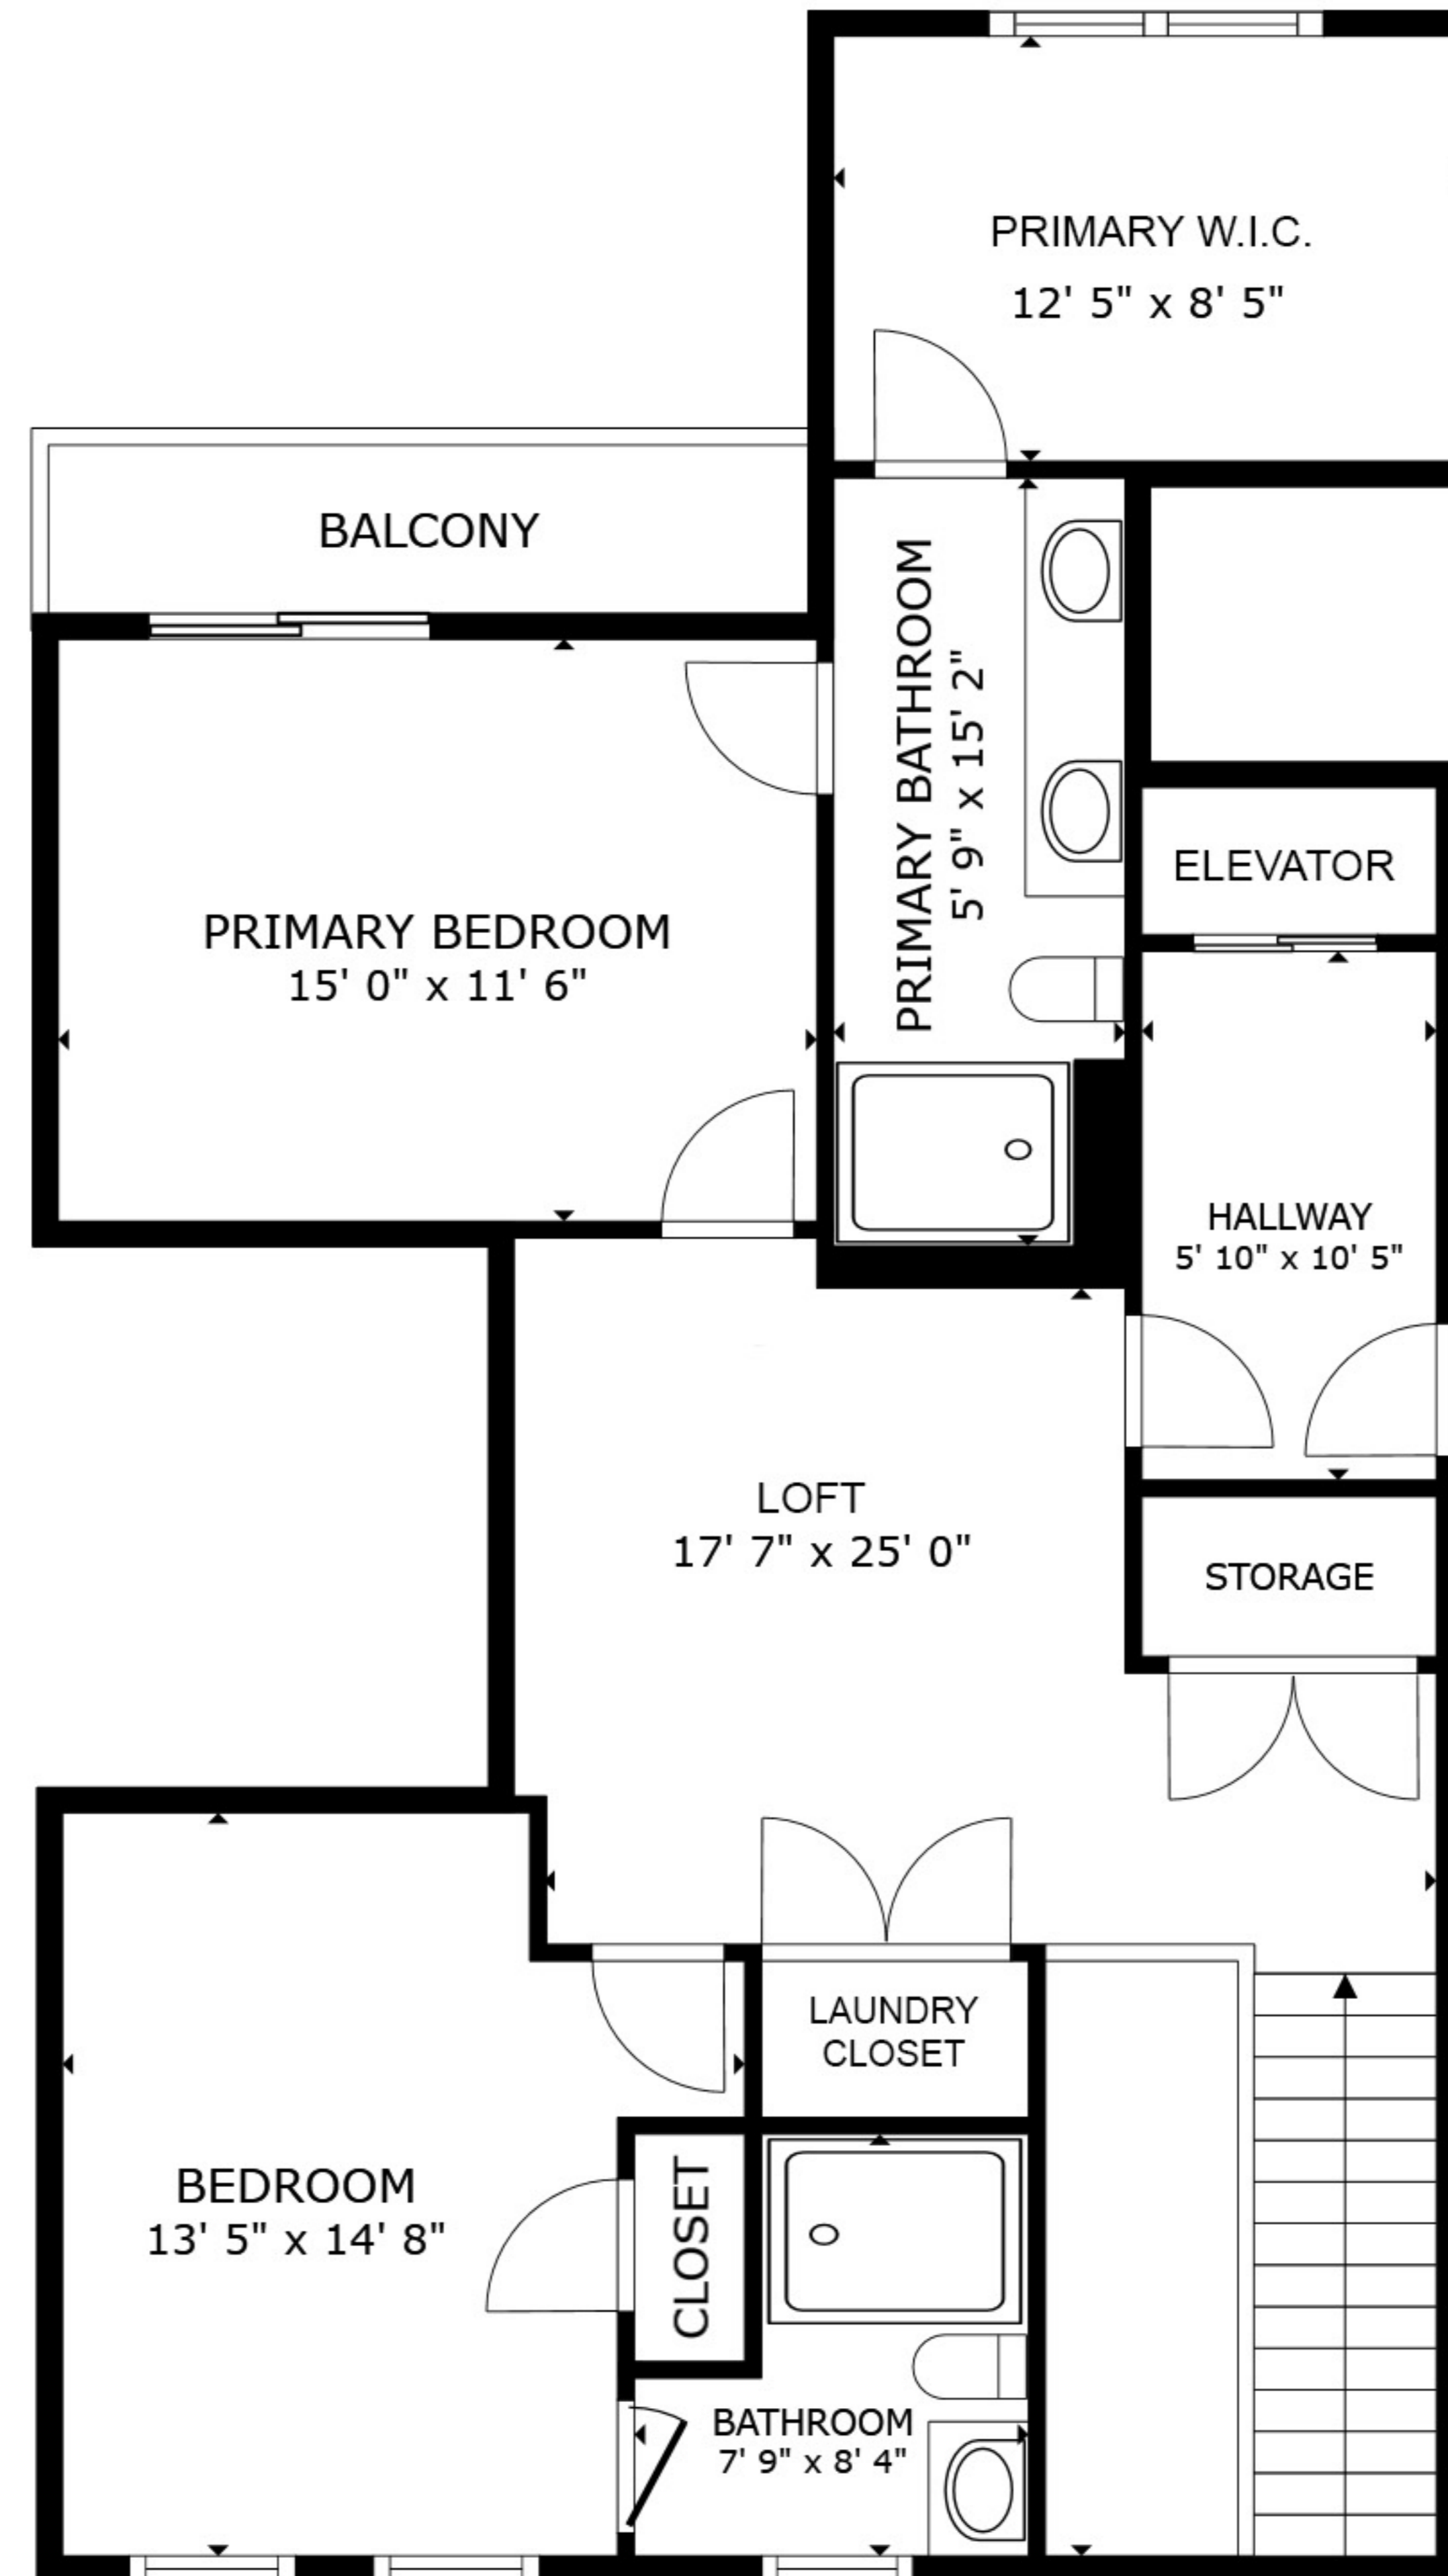 PRIMARY W.I.C.
12' 5" x 8' 5"
BALCONY
PRIMARY BATHROOM
5' 9" x 15' 2"
ELEVATOR
PRIMARY BEDROOM
15' 0" x 11' 6"
HALLWAY
5' 10" x 10' 5"
LOFT
17' 7" x 25' 0"
STORAGE
LAUNDRY
CLOSET
BEDROOM
13' 5" x 14' 8"
CLOSET
BATHROOM
7' 9" x 8' 4"